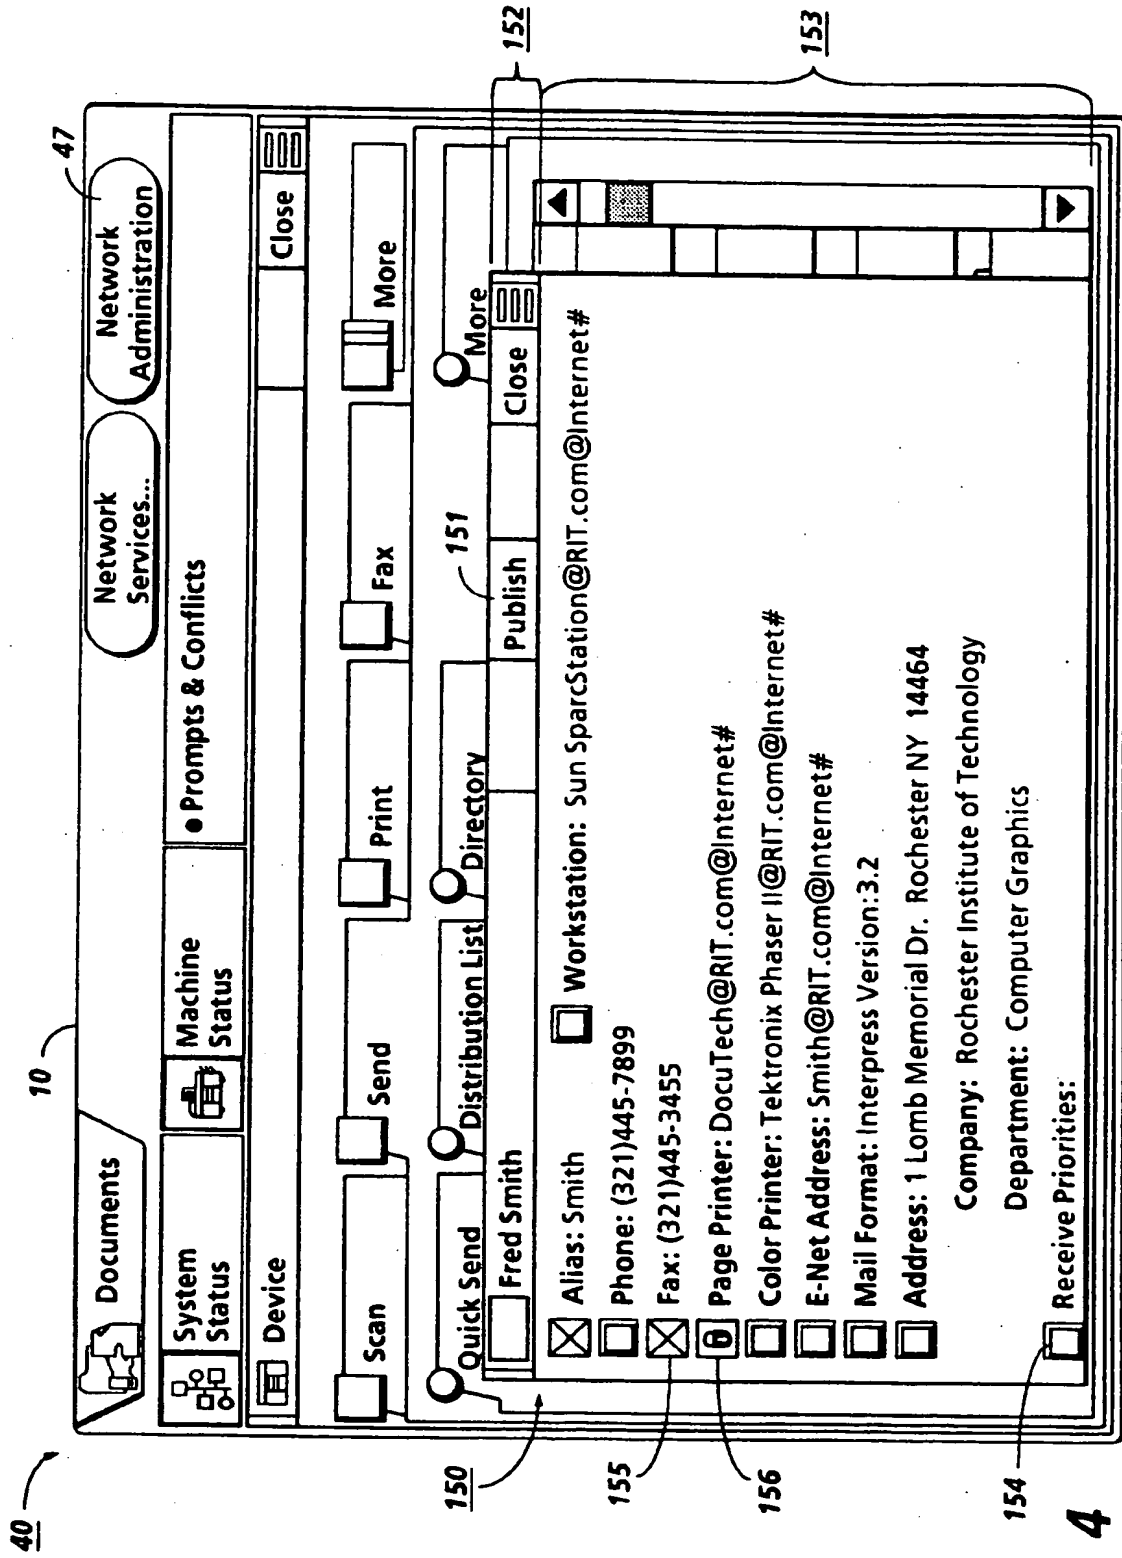 40
10
Documents
Network
Services...
Network
Administration
47
System
Status
Machine
Status
● Prompts & Conflicts
Device
Close
Scan
Send
Print
Fax
More
Quick Send
Distribution List
Directory
More
150
151
152
Fred Smith
Publish
Close
Alias: Smith
Workstation: Sun SparcStation@RIT.com@Internet#
Phone: (321)445-7899
155
Fax: (321)445-3455
156
Page Printer: DocuTech@RIT.com@Internet#
Color Printer: Tektronix Phaser II@RIT.com@Internet#
E-Net Address: Smith@RIT.com@Internet#
Mail Format: Interpress Version:3.2
Address: 1 Lomb Memorial Dr. Rochester NY 14464
Company: Rochester Institute of Technology
Department: Computer Graphics
153
154
Receive Priorities:
4